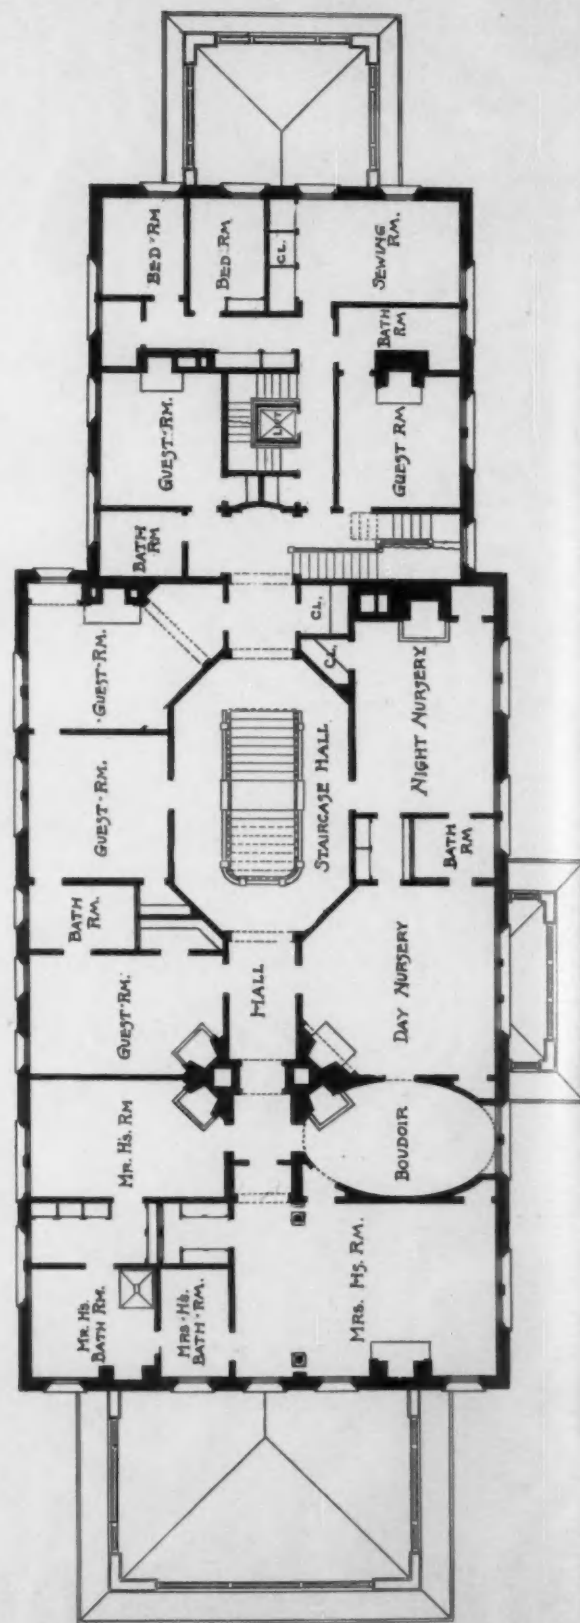 BED-RM
BED RM
CL.
SEWING
RM.
BATH
RM
GUEST-RM.
LIFT
GUEST RM
BATH
RM
CL.
CL.
GUEST-RM.
NIGHT NURSERY
STAIRCASE HALL
GUEST-RM.
BATH
RM
BATH
RM.
HALL
DAY NURSERY
GUEST-RM.
MR. H'S. RM
BOUDOIR
MRS. H'S. RM.
MR. H'S.
BATH RM.
MRS. H'S.
BATH-RM.